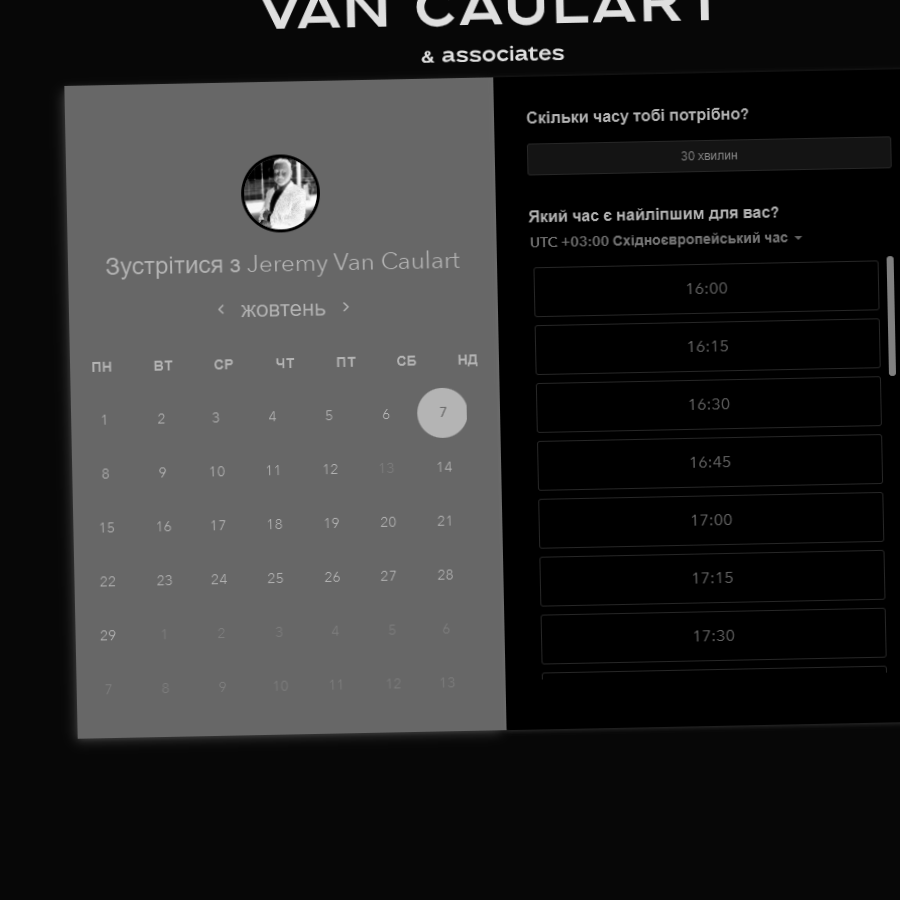 VAN CAULART
& associates
Зустрітися з Jeremy Van Caulart
жовтень
ПН ВТ СР ЧТ ПТ СБ НД
1 2 3 4 5 6 7
8 9 10 11 12 13 14
15 16 17 18 19 20 21
22 23 24 25 26 27 28
29 1 2 3 4 5 6
7 8 9 10 11 12 13
Скільки часу тобі потрібно?
30 хвилин
Який час є найліпшим для вас?
UTC +03:00 Східноєвропейський час
16:00
16:15
16:30
16:45
17:00
17:15
17:30